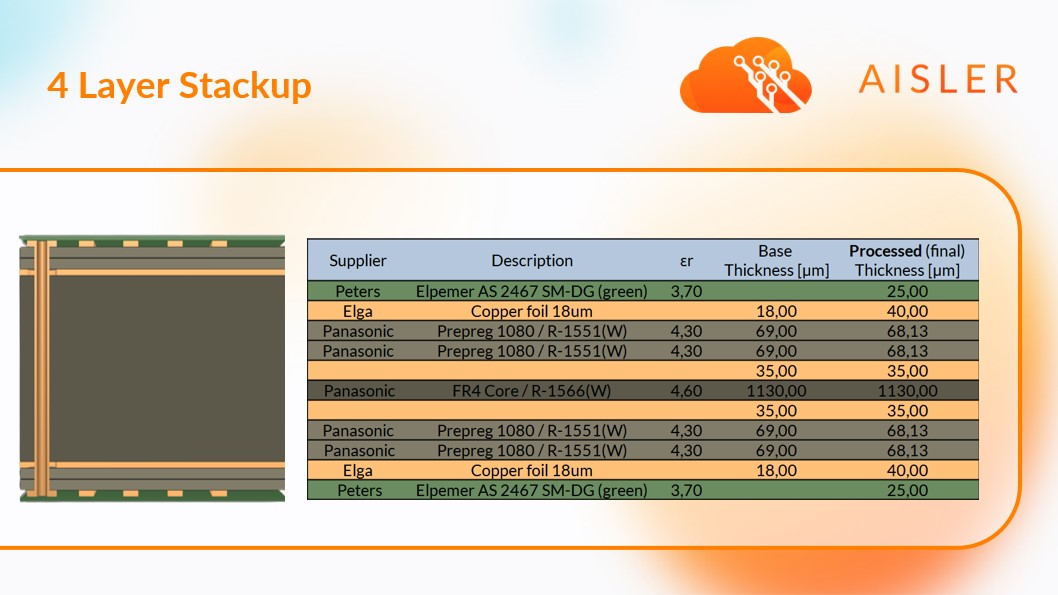 4 Layer Stackup
AISLER
Supplier Description εr Base Thickness [µm] Processed (final) Thickness [µm]
Peters Elpemer AS 2467 SM-DG (green) 3,70 25,00
Elga Copper foil 18um 18,00 40,00
Panasonic Prepreg 1080 / R-1551(W) 4,30 69,00 68,13
Panasonic Prepreg 1080 / R-1551(W) 4,30 69,00 68,13
35,00 35,00
Panasonic FR4 Core / R-1566(W) 4,60 1130,00 1130,00
35,00 35,00
Panasonic Prepreg 1080 / R-1551(W) 4,30 69,00 68,13
Panasonic Prepreg 1080 / R-1551(W) 4,30 69,00 68,13
Elga Copper foil 18um 18,00 40,00
Peters Elpemer AS 2467 SM-DG (green) 3,70 25,00